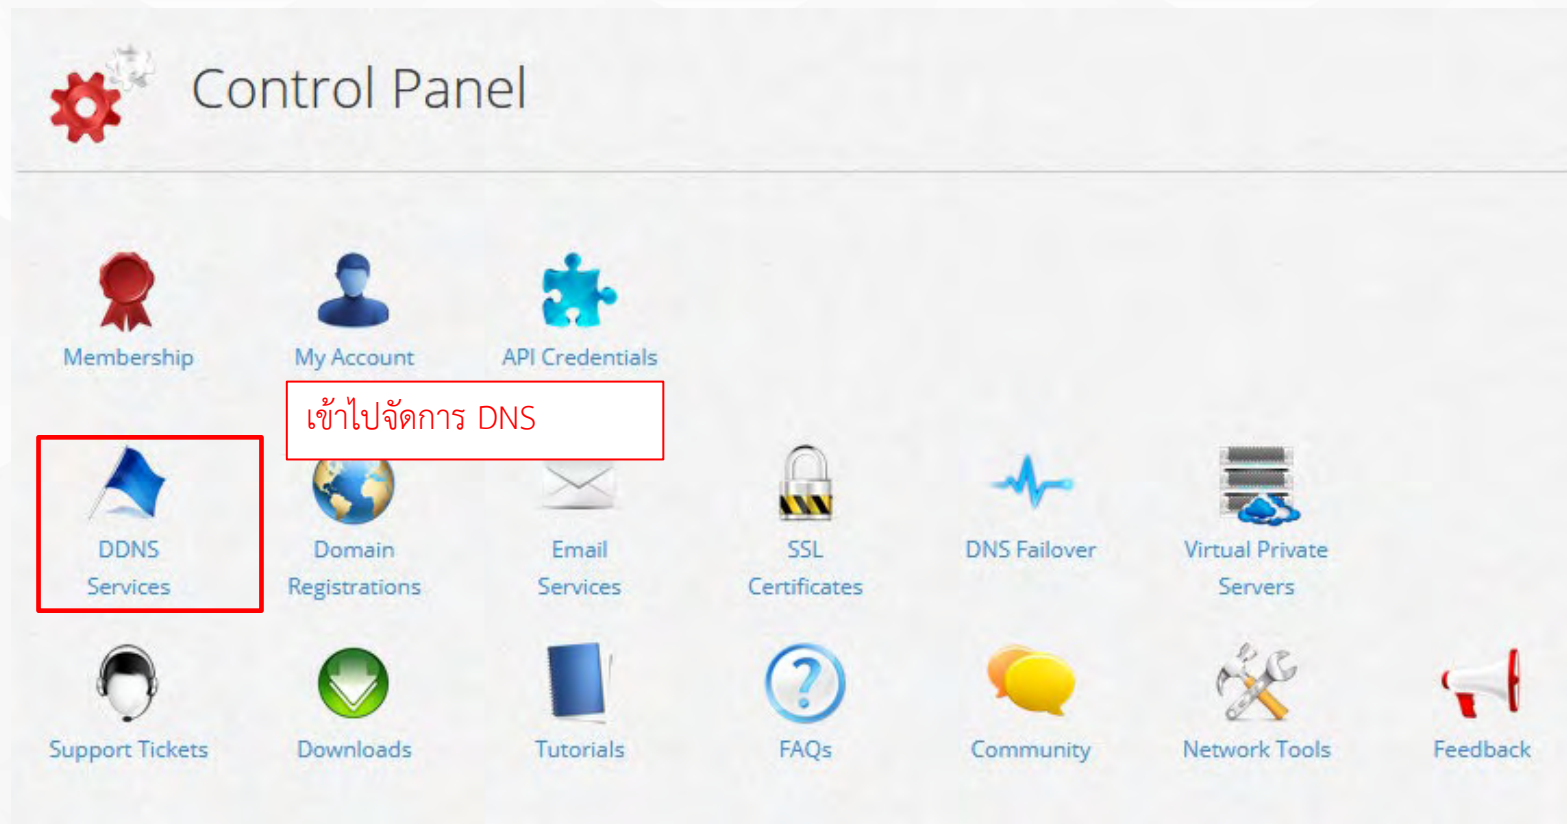 Control Panel
Membership
My Account
API Credentials
เข้าไปจัดการ DNS
DDNS
Services
Domain
Registrations
Email
Services
SSL
Certificates
DNS Failover
Virtual Private
Servers
Support Tickets
Downloads
Tutorials
FAQs
Community
Network Tools
Feedback